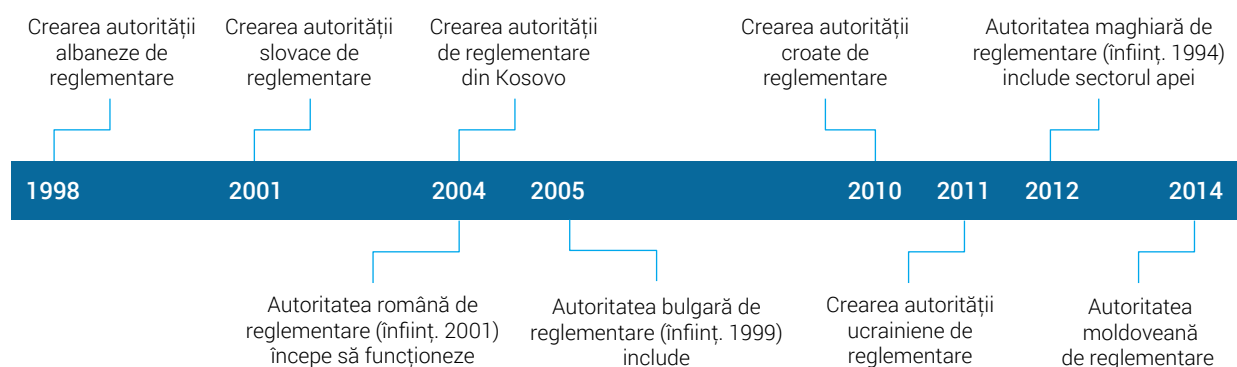 Crearea autorității
albaneze de
reglementare
Crearea autorității
slovace de
reglementare
Crearea autorității
de reglementare
din Kosovo
Crearea autorității
croate de
reglementare
Autoritatea maghiară de
reglementare (înființ. 1994)
include sectorul apei
1998 2001 2004 2005 2010 2011 2012 2014
Autoritatea română de
reglementare (înființ. 2001)
începe să funcționeze
Autoritatea bulgară de
reglementare (înființ. 1999)
include
Crearea autorității
ucrainiene de
reglementare
Autoritatea
moldoveană
de reglementare